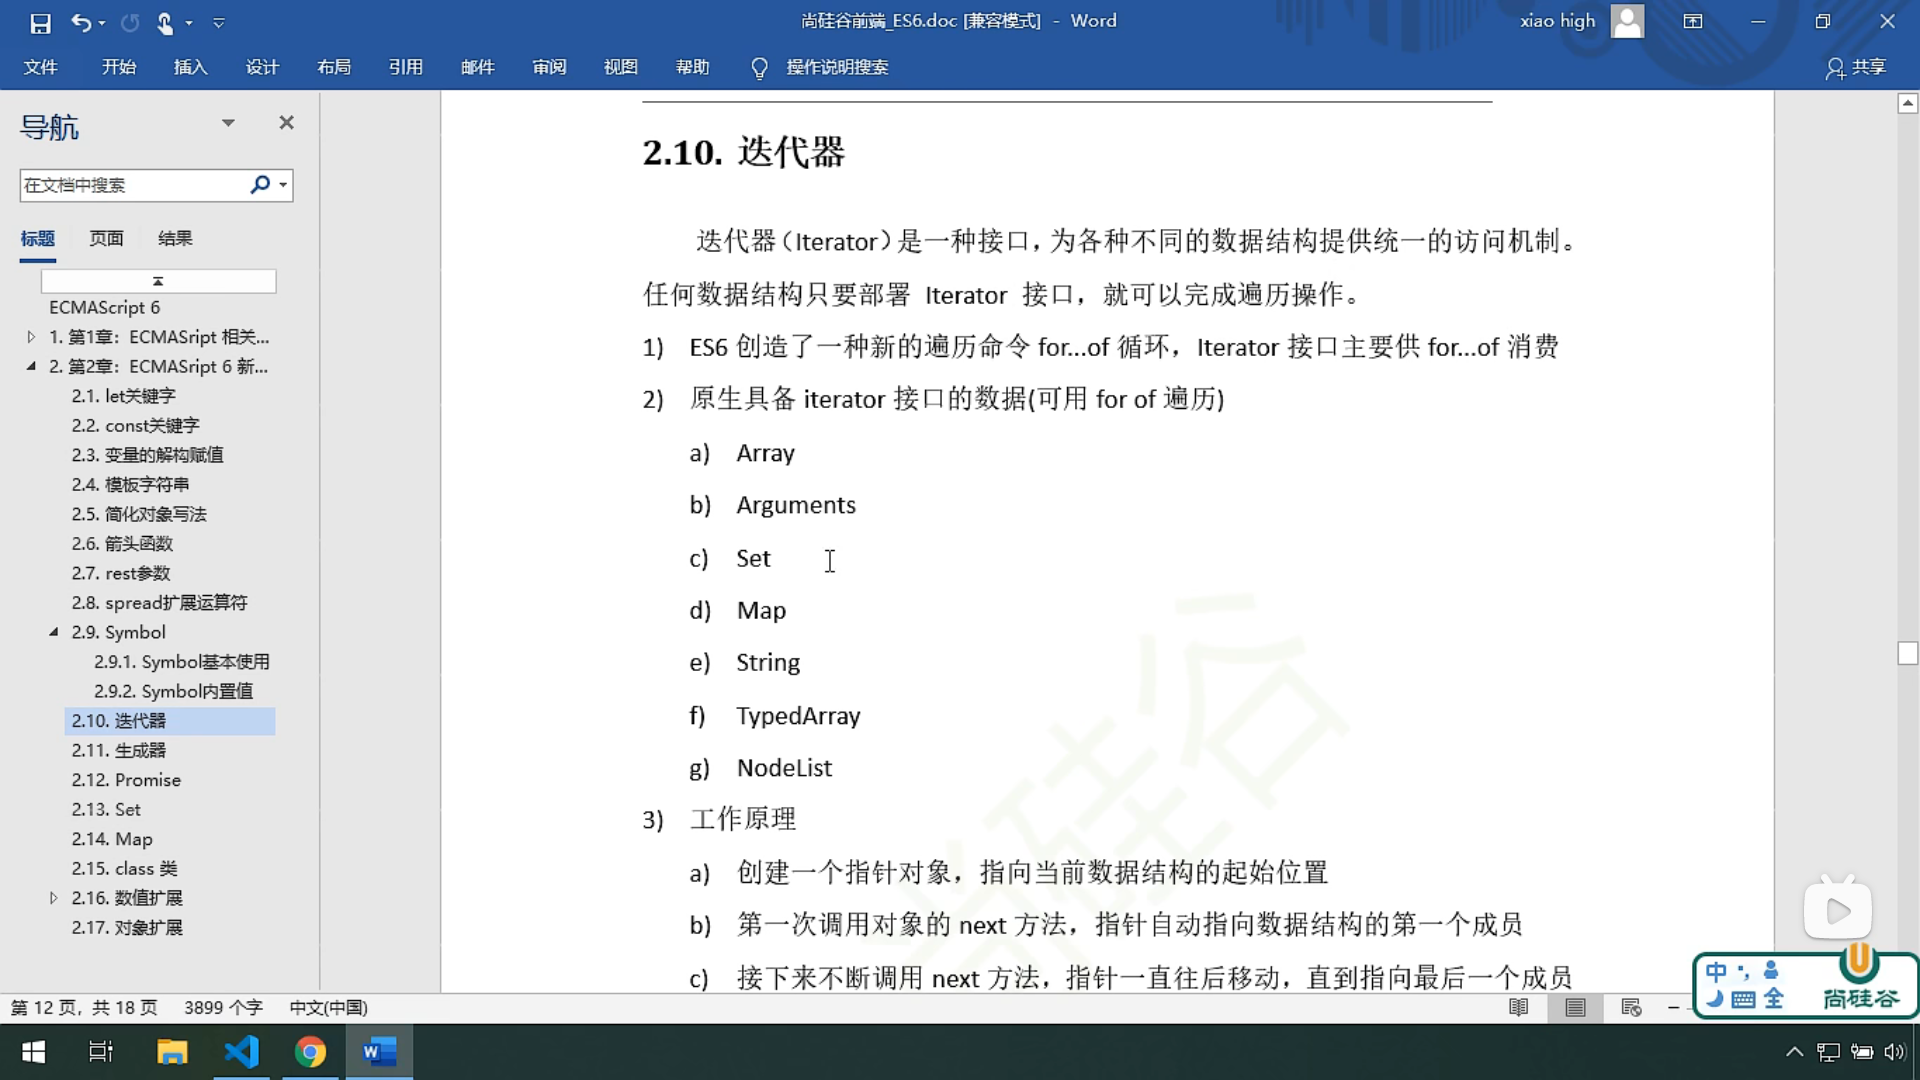 尚硅谷前端_ES6.doc [兼容模式] - Word
xiao high
文件 开始 插入 设计 布局 引用 邮件 审阅 视图 帮助 操作说明搜索 共享
导航
在文档中搜索
标题 页面 结果
ECMAScript 6
1. 第1章：ECMASript 相关...
2. 第2章：ECMASript 6 新...
2.1. let关键字
2.2. const关键字
2.3. 变量的解构赋值
2.4. 模板字符串
2.5. 简化对象写法
2.6. 箭头函数
2.7. rest参数
2.8. spread扩展运算符
2.9. Symbol
2.9.1. Symbol基本使用
2.9.2. Symbol内置值
2.10. 迭代器
2.11. 生成器
2.12. Promise
2.13. Set
2.14. Map
2.15. class 类
2.16. 数值扩展
2.17. 对象扩展
2.10. 迭代器
迭代器（Iterator）是一种接口，为各种不同的数据结构提供统一的访问机制。
任何数据结构只要部署 Iterator 接口，就可以完成遍历操作。
1) ES6 创造了一种新的遍历命令 for...of 循环，Iterator 接口主要供 for...of 消费
2) 原生具备 iterator 接口的数据(可用 for of 遍历)
a) Array
b) Arguments
c) Set
d) Map
e) String
f) TypedArray
g) NodeList
3) 工作原理
a) 创建一个指针对象，指向当前数据结构的起始位置
b) 第一次调用对象的 next 方法，指针自动指向数据结构的第一个成员
c) 接下来不断调用 next 方法，指针一直往后移动，直到指向最后一个成员
尚硅谷
第 12 页，共 18 页 3899 个字 中文(中国)
中 全
尚硅谷